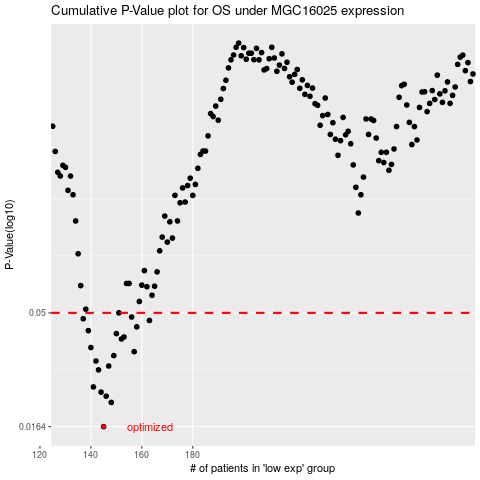 Cumulative P-Value plot for OS under MGC16025 expression
P-Value(log10)
0.05
0.0164
optimized
120 140 160 180
# of patients in 'low exp' group